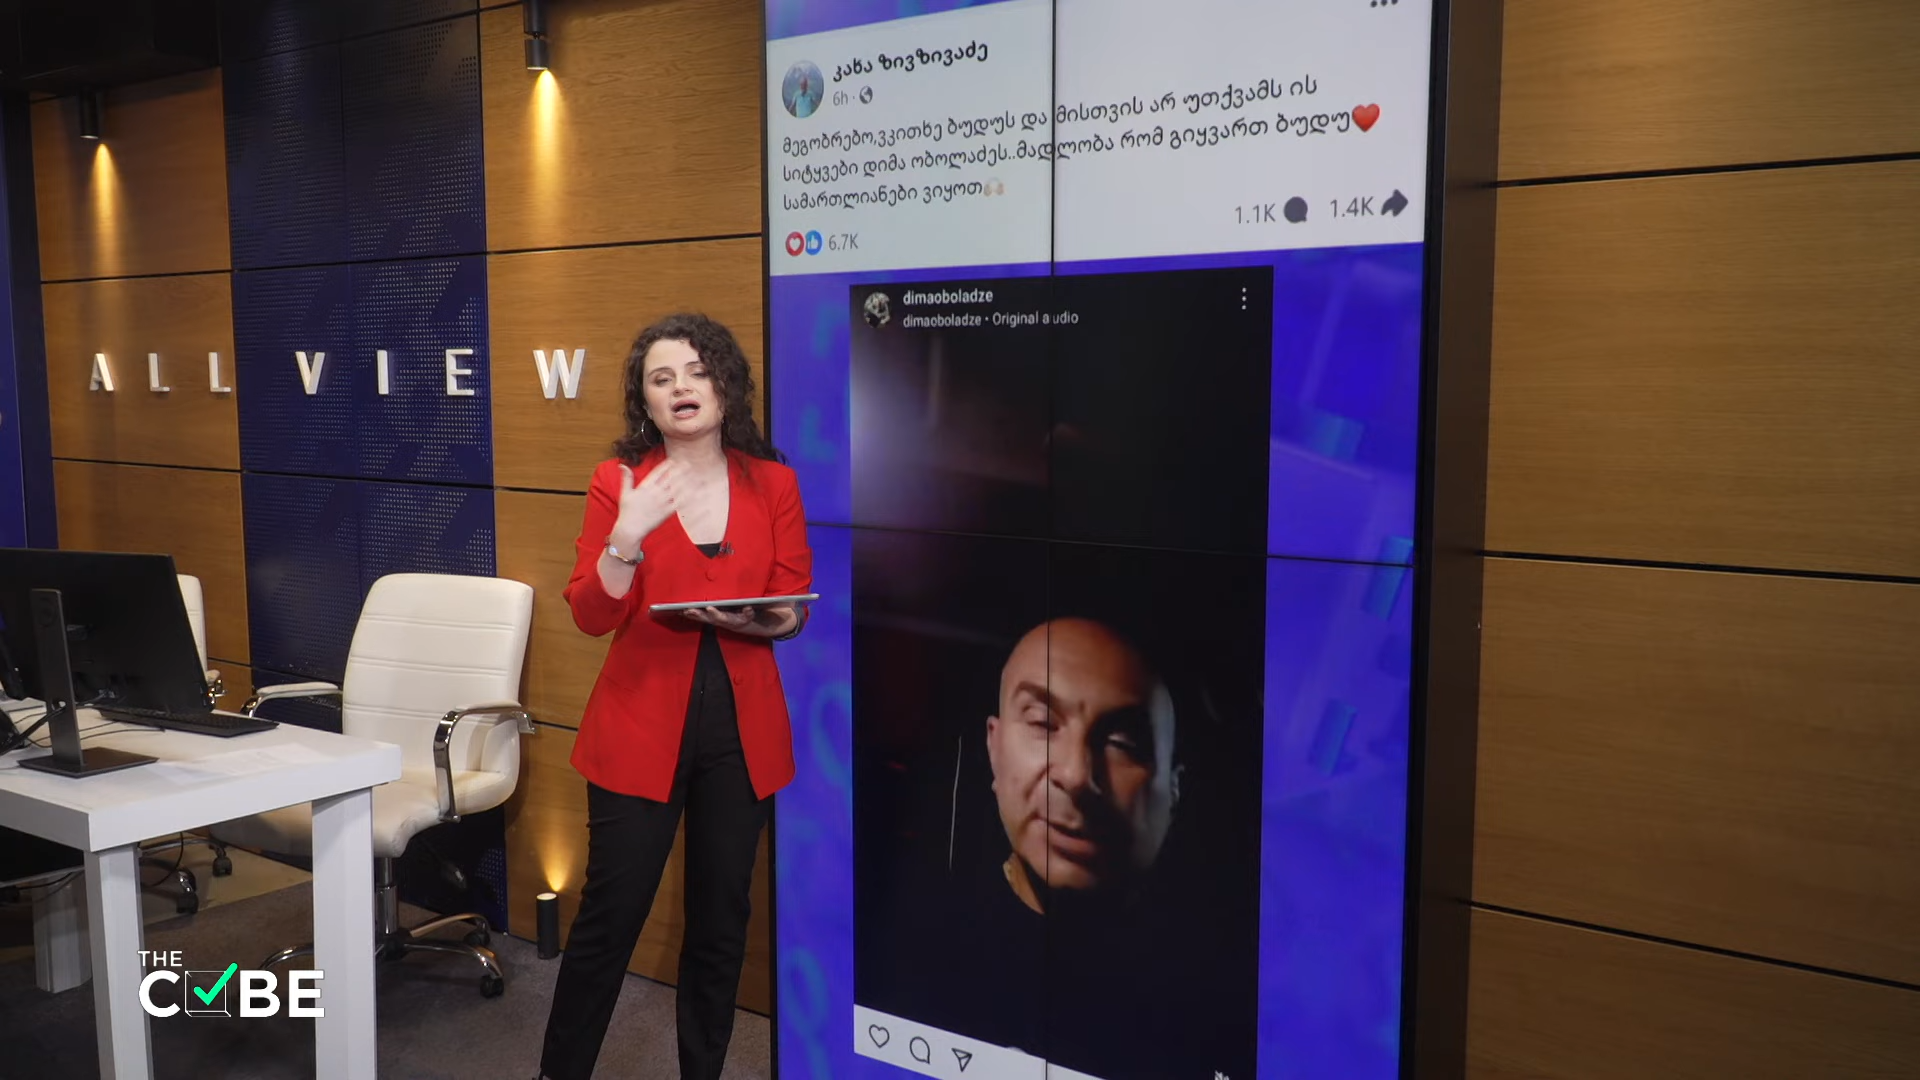 ALL VIEW
კახა ზივზივაძე
6h
მეგობრებო,ვკითხე ბუდუს და მისთვის არ უთქვამს ის
სიტყვები დიმა ობოლაძეს..მადლობა რომ გიყვართ ბუდუ❤️
სამართლიანები ვიყოთ🙌🏻
6.7K
1.1K
1.4K
dimaoboladze
dimaoboladze • Original audio
THE
CUBE